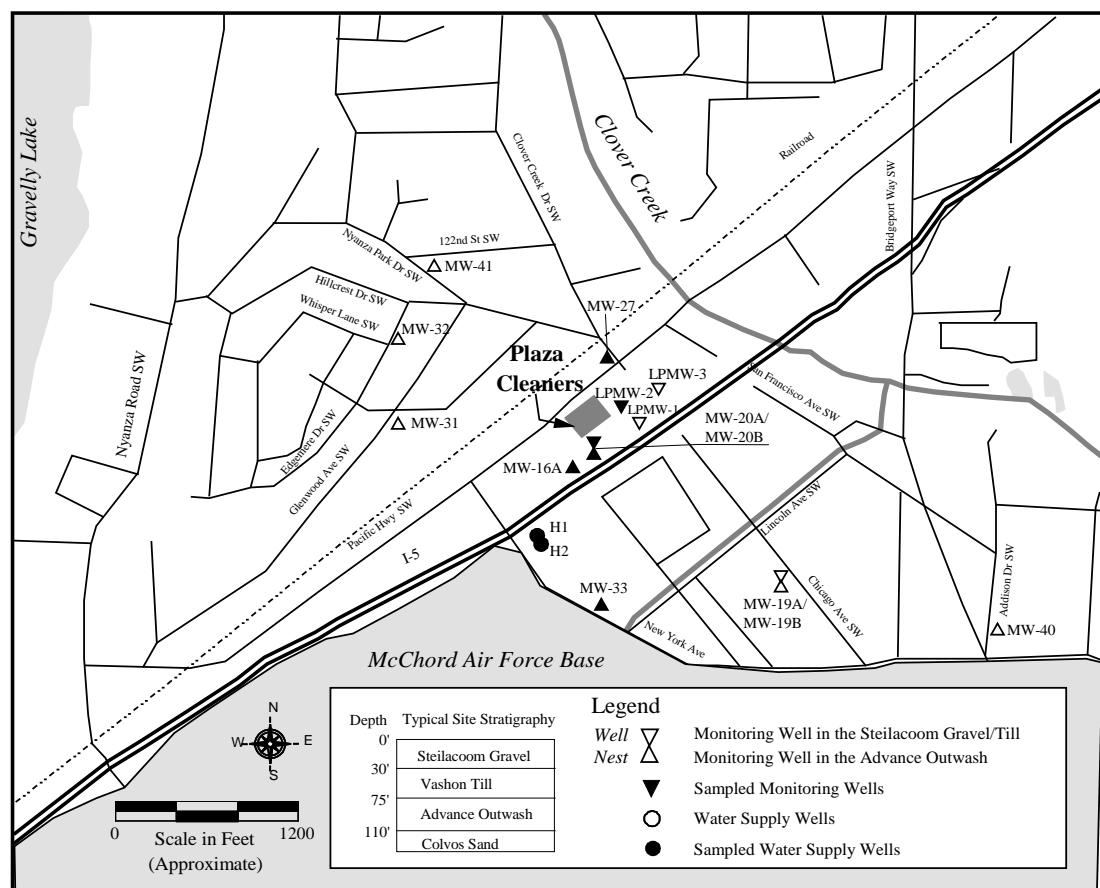 Gravelly Lake
Clover Creek
Clover Creek Dr SW
Railroad
Bridgeport Way SW
122nd St SW
Nyanza Park Dr SW
MW-41
Hillcrest Dr SW
Whisper Lane SW
MW-32
MW-27
Plaza
Cleaners
LPMW-3
LPMW-2
LPMW-1
San Francisco Ave SW
MW-20A/
MW-20B
Nyanza Road SW
MW-31
Edgemere Dr SW
Glenwood Ave SW
MW-16A
Pacific Hwy SW
I-5
H1
H2
Lincoln Ave SW
MW-33
Chicago Ave SW
MW-19A/
MW-19B
Addison Dr SW
MW-40
New York Ave
McChord Air Force Base
N
W E
S
0 1200
Scale in Feet
(Approximate)
Depth Typical Site Stratigraphy
0'
Steilacoom Gravel
30'
Vashon Till
75'
Advance Outwash
110'
Colvos Sand
Legend
Well Monitoring Well in the Steilacoom Gravel/Till
Nest Monitoring Well in the Advance Outwash
Sampled Monitoring Wells
Water Supply Wells
Sampled Water Supply Wells